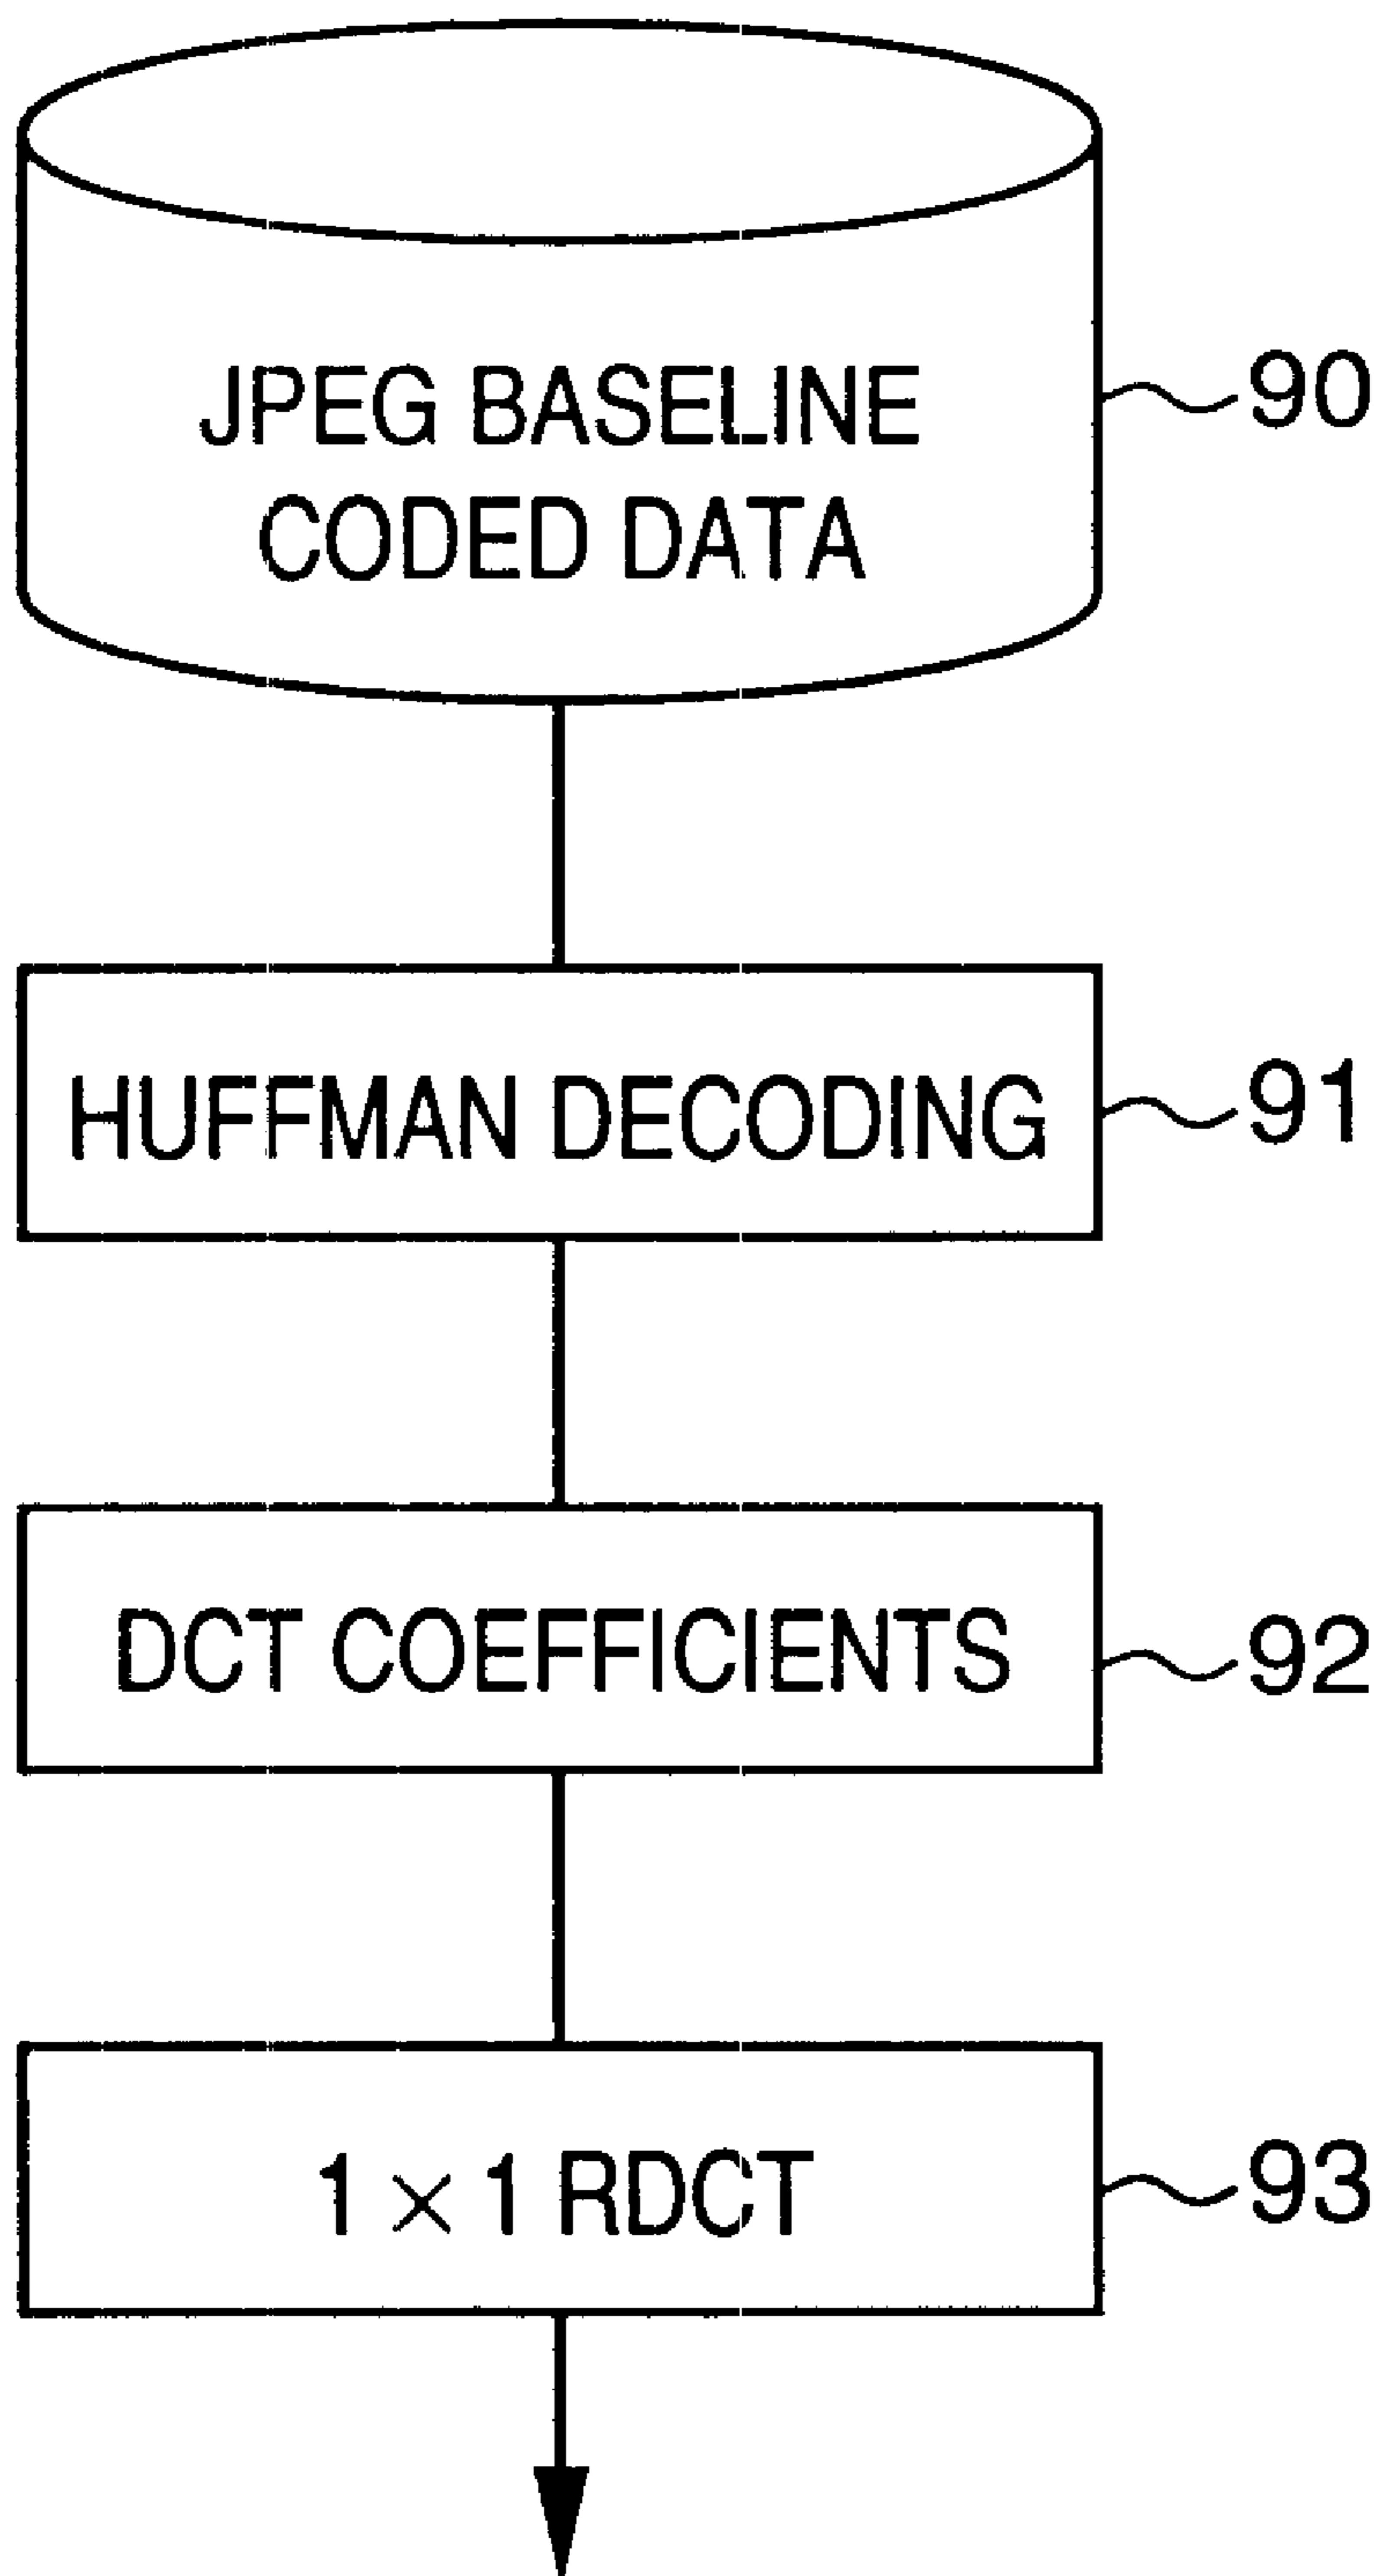 JPEG BASELINE
CODED DATA
90
HUFFMAN DECODING
91
DCT COEFFICIENTS
92
1 × 1 RDCT
93